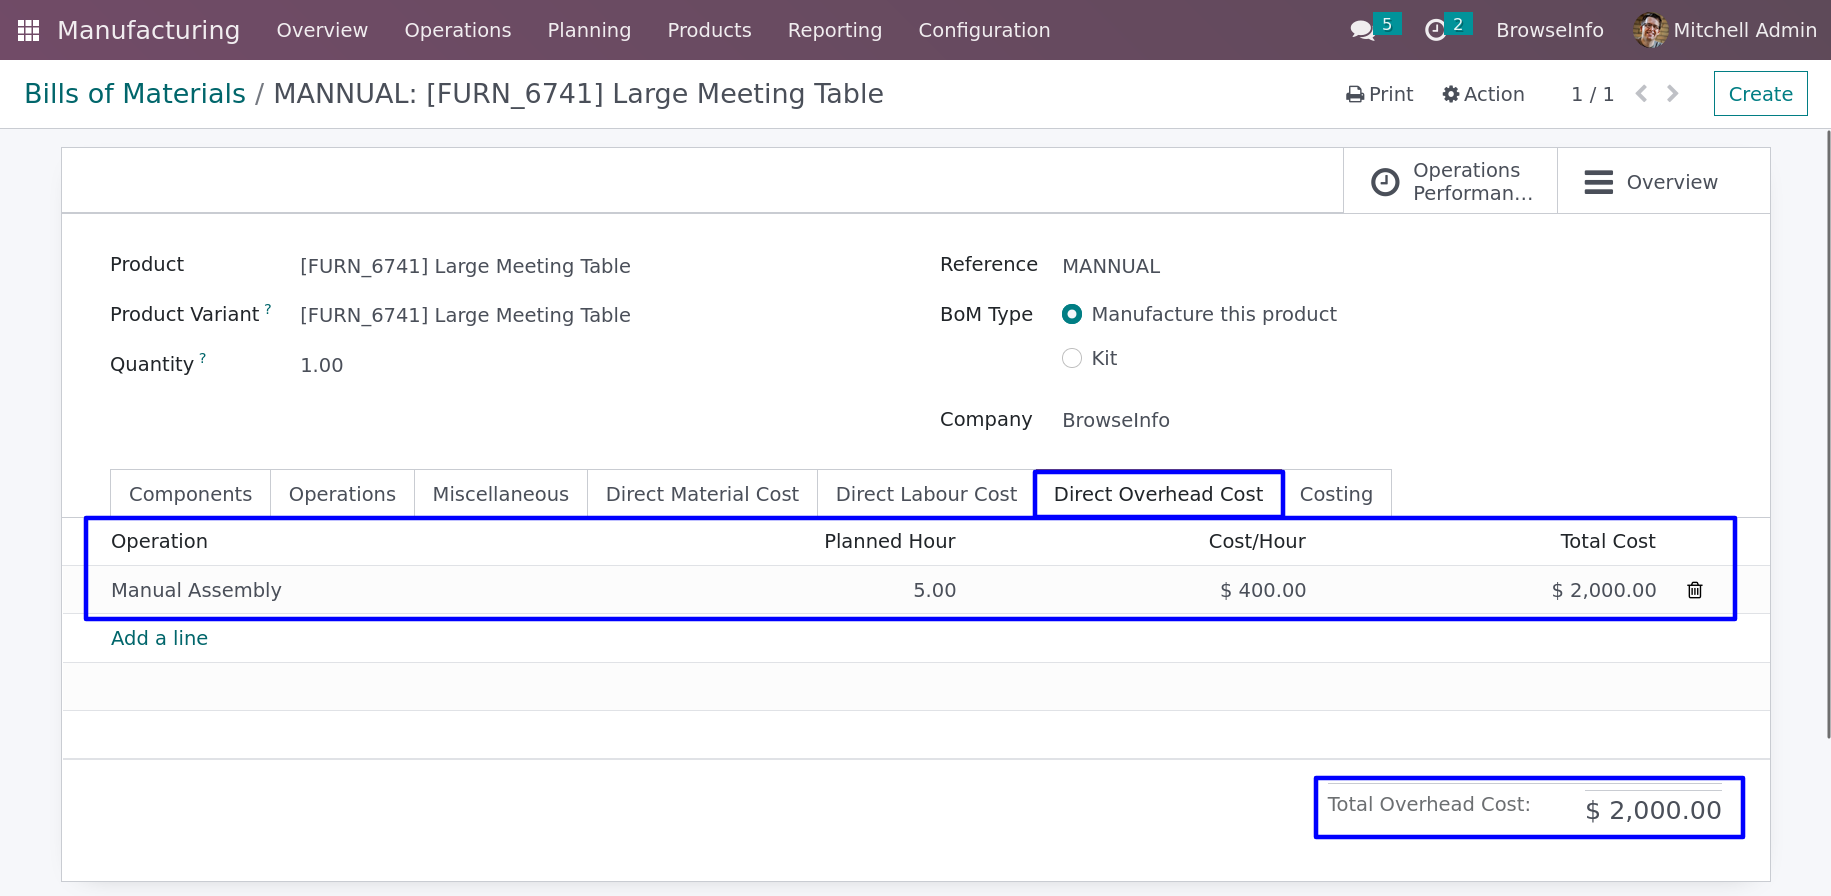 Manufacturing Overview Operations Planning Products Reporting Configuration 5 2 BrowseInfo Mitchell Admin
Bills of Materials / MANNUAL: [FURN_6741] Large Meeting Table Print Action 1 / 1 Create
Operations
Performan...
Overview
Product [FURN_6741] Large Meeting Table
Product Variant ? [FURN_6741] Large Meeting Table
Quantity ? 1.00
Reference MANNUAL
BoM Type Manufacture this product
Kit
Company BrowseInfo
Components Operations Miscellaneous Direct Material Cost Direct Labour Cost Direct Overhead Cost Costing
Operation Planned Hour Cost/Hour Total Cost
Manual Assembly 5.00 $ 400.00 $ 2,000.00
Add a line
Total Overhead Cost: $ 2,000.00